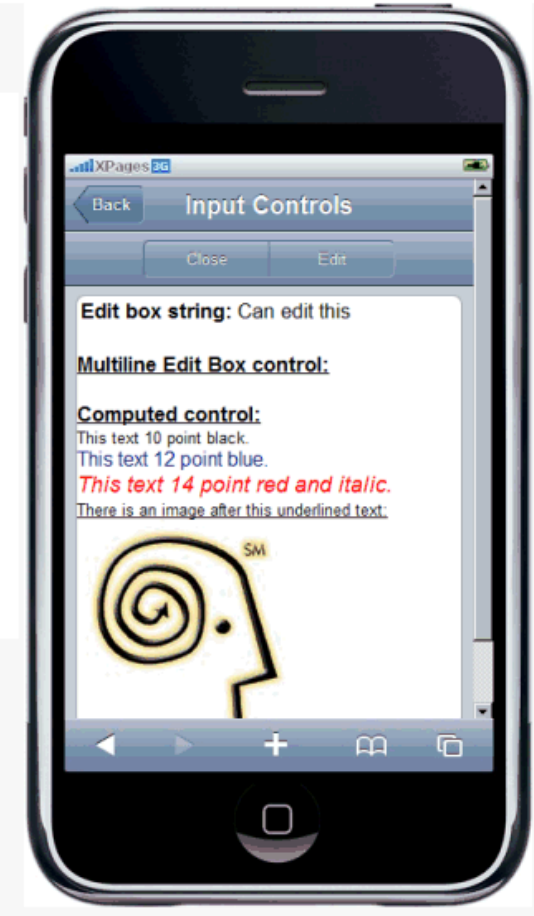 XPages 3G
Back Input Controls
Close Edit
Edit box string: Can edit this
Multiline Edit Box control:
Computed control:
This text 10 point black.
This text 12 point blue.
This text 14 point red and italic.
There is an image after this underlined text:
SM